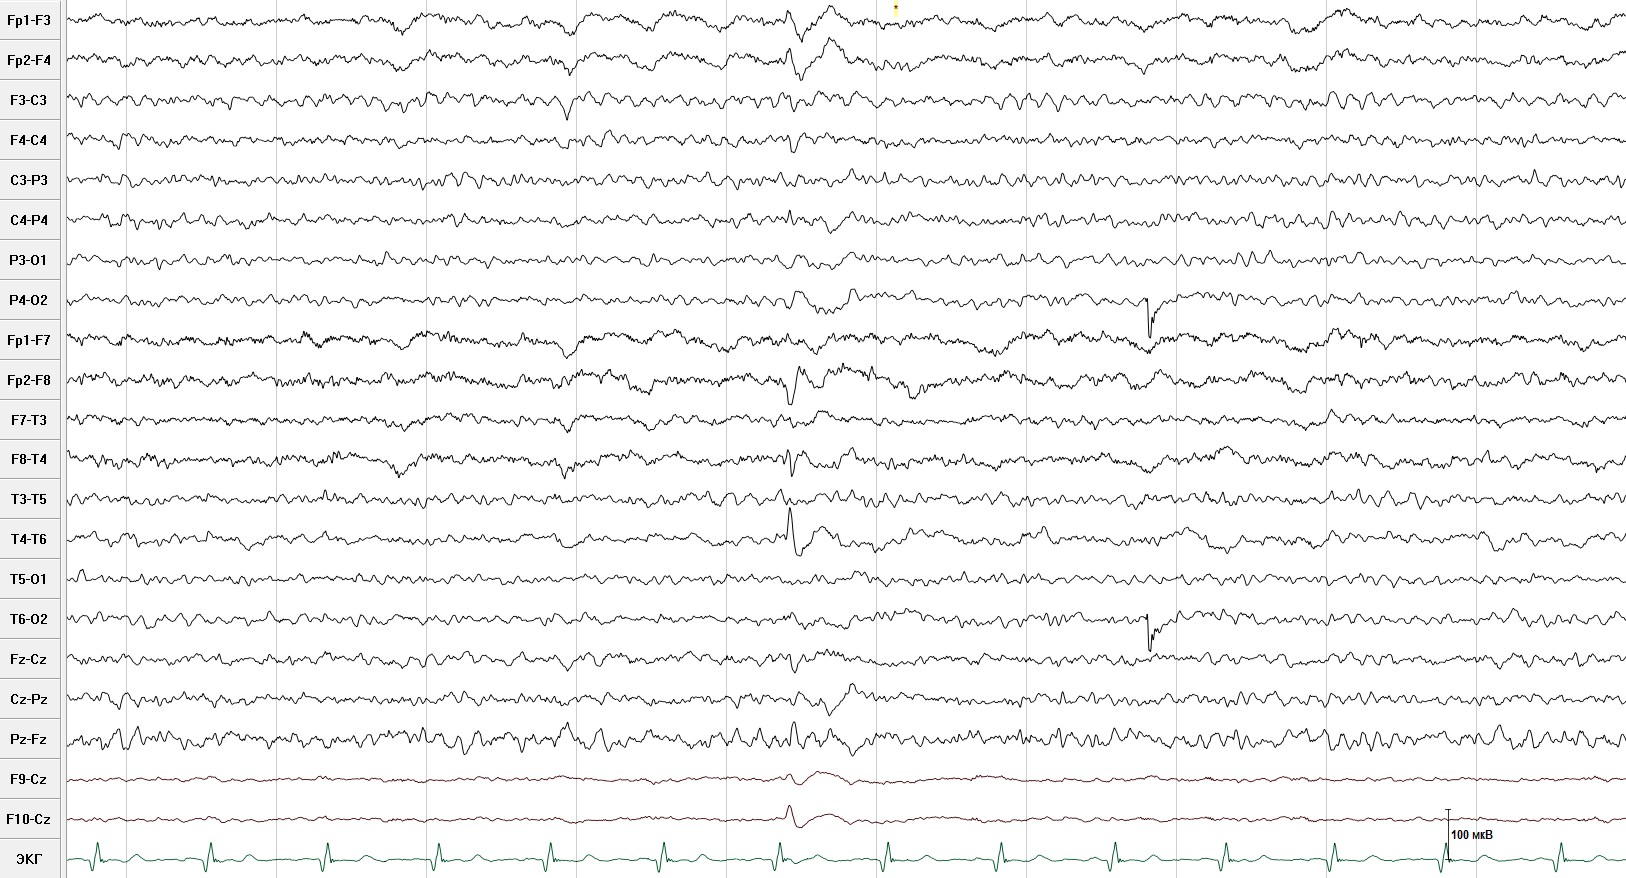 Fp1-F3
Fp2-F4
F3-C3
F4-C4
C3-P3
C4-P4
P3-O1
P4-O2
Fp1-F7
Fp2-F8
F7-T3
F8-T4
T3-T5
T4-T6
T5-O1
T6-O2
Fz-Cz
Cz-Pz
Pz-Fz
F9-Cz
F10-Cz
100 мкВ
ЭКГ